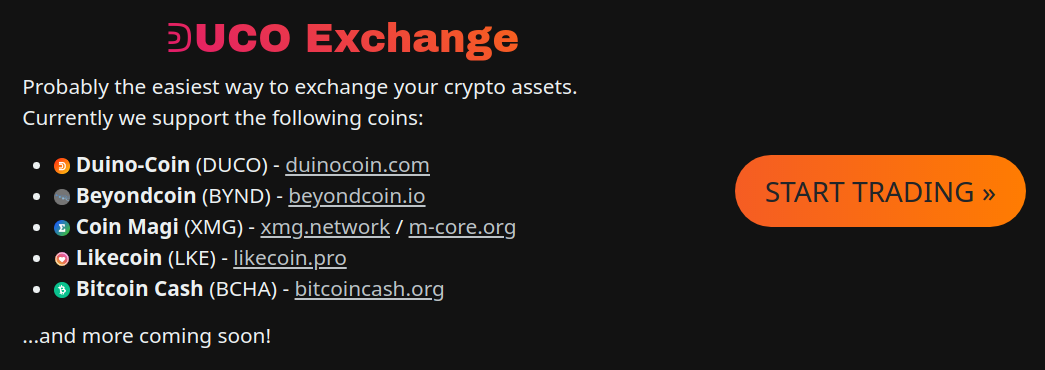 DUCO Exchange
Probably the easiest way to exchange your crypto assets.
Currently we support the following coins:
• Duino-Coin (DUCO) - duinocoin.com
• Beyondcoin (BYND) - beyondcoin.io
• Coin Magi (XMG) - xmg.network / m-core.org
• Likecoin (LKE) - likecoin.pro
• Bitcoin Cash (BCHA) - bitcoincash.org
...and more coming soon!
START TRADING »